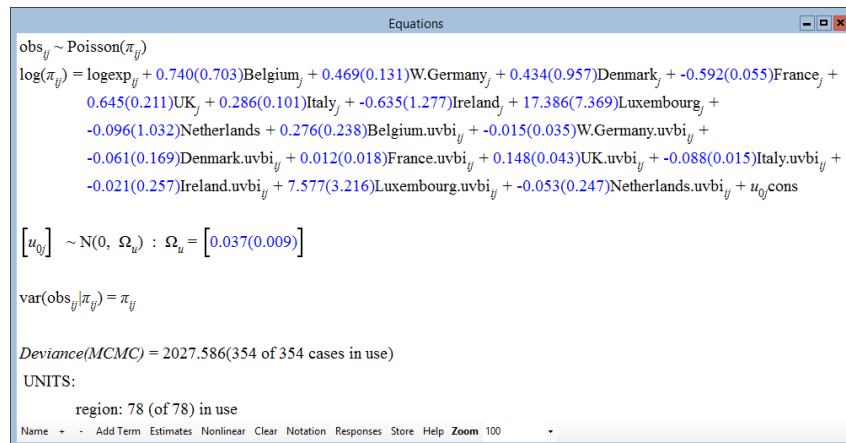 Equations
obs_ij ~ Poisson(π_ij)
log(π_ij) = logexp_ij + 0.740(0.703)Belgium_j + 0.469(0.131)W.Germany_j + 0.434(0.957)Denmark_j + -0.592(0.055)France_j +
0.645(0.211)UK_j + 0.286(0.101)Italy_j + -0.635(1.277)Ireland_j + 17.386(7.369)Luxembourg_j +
-0.096(1.032)Netherlands + 0.276(0.238)Belgium.uvbi_ij + -0.015(0.035)W.Germany.uvbi_ij +
-0.061(0.169)Denmark.uvbi_ij + 0.012(0.018)France.uvbi_ij + 0.148(0.043)UK.uvbi_ij + -0.088(0.015)Italy.uvbi_ij +
-0.021(0.257)Ireland.uvbi_ij + 7.577(3.216)Luxembourg.uvbi_ij + -0.053(0.247)Netherlands.uvbi_ij + u_0j cons
[u_0j] ~ N(0, Ω_u) : Ω_u = [0.037(0.009)]
var(obs_ij|π_ij) = π_ij
Deviance(MCMC) = 2027.586(354 of 354 cases in use)
UNITS:
region: 78 (of 78) in use
Name + - Add Term Estimates Nonlinear Clear Notation Responses Store Help Zoom 100